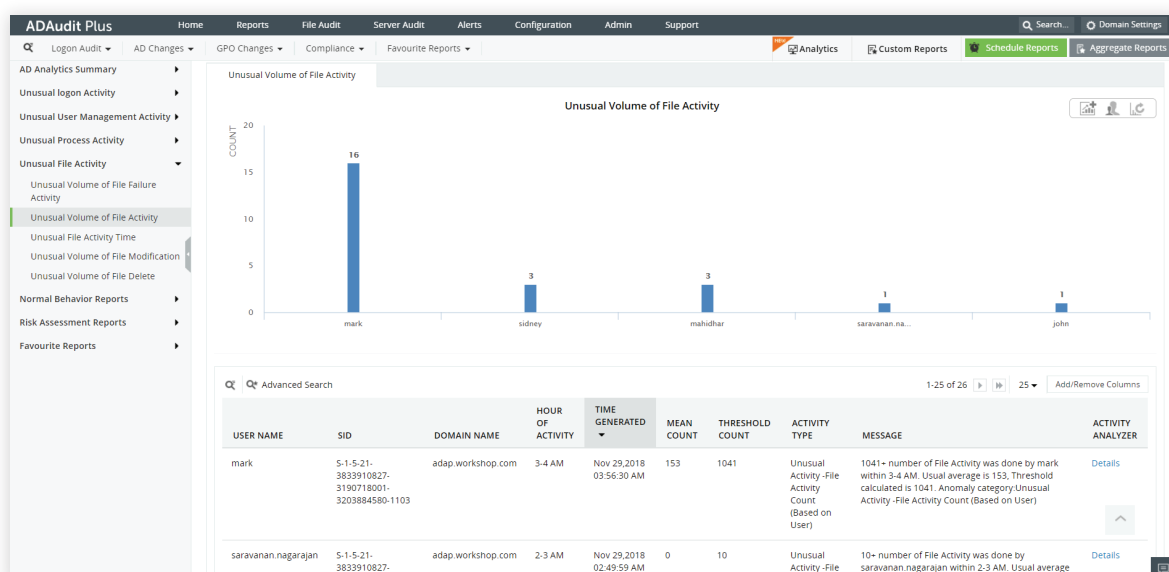 ADAudit Plus
Home Reports File Audit Server Audit Alerts Configuration Admin Support
Search... Domain Settings
Logon Audit AD Changes GPO Changes Compliance Favourite Reports
NEW Analytics Custom Reports Schedule Reports Aggregate Reports
AD Analytics Summary
Unusual logon Activity
Unusual User Management Activity
Unusual Process Activity
Unusual File Activity
Unusual Volume of File Failure
Activity
Unusual Volume of File Activity
Unusual File Activity Time
Unusual Volume of File Modification
Unusual Volume of File Delete
Normal Behavior Reports
Risk Assessment Reports
Favourite Reports
Unusual Volume of File Activity
Unusual Volume of File Activity
COUNT
20
15
10
5
0
16
3
3
1
1
mark sidney mahidhar saravanan.na... john
Advanced Search
1-25 of 26 25 Add/Remove Columns
USER NAME SID DOMAIN NAME HOUR OF ACTIVITY TIME GENERATED MEAN COUNT THRESHOLD COUNT ACTIVITY TYPE MESSAGE ACTIVITY ANALYZER
mark S-1-5-21- adap.workshop.com 3-4 AM Nov 29,2018 153 1041 Unusual 1041+ number of File Activity was done by mark Details
3833910827- 03:56:30 AM Activity -File within 3-4 AM. Usual average is 153, Threshold
3190718001- Activity calculated is 1041. Anomaly category:Unusual
3203884580-1103 Count Activity -File Activity Count (Based on User)
(Based on
User)
saravanan.nagarajan S-1-5-21- adap.workshop.com 2-3 AM Nov 29,2018 0 10 Unusual 10+ number of File Activity was done by Details
3833910827- 02:49:59 AM Activity -File saravanan.nagarajan within 2-3 AM. Usual average